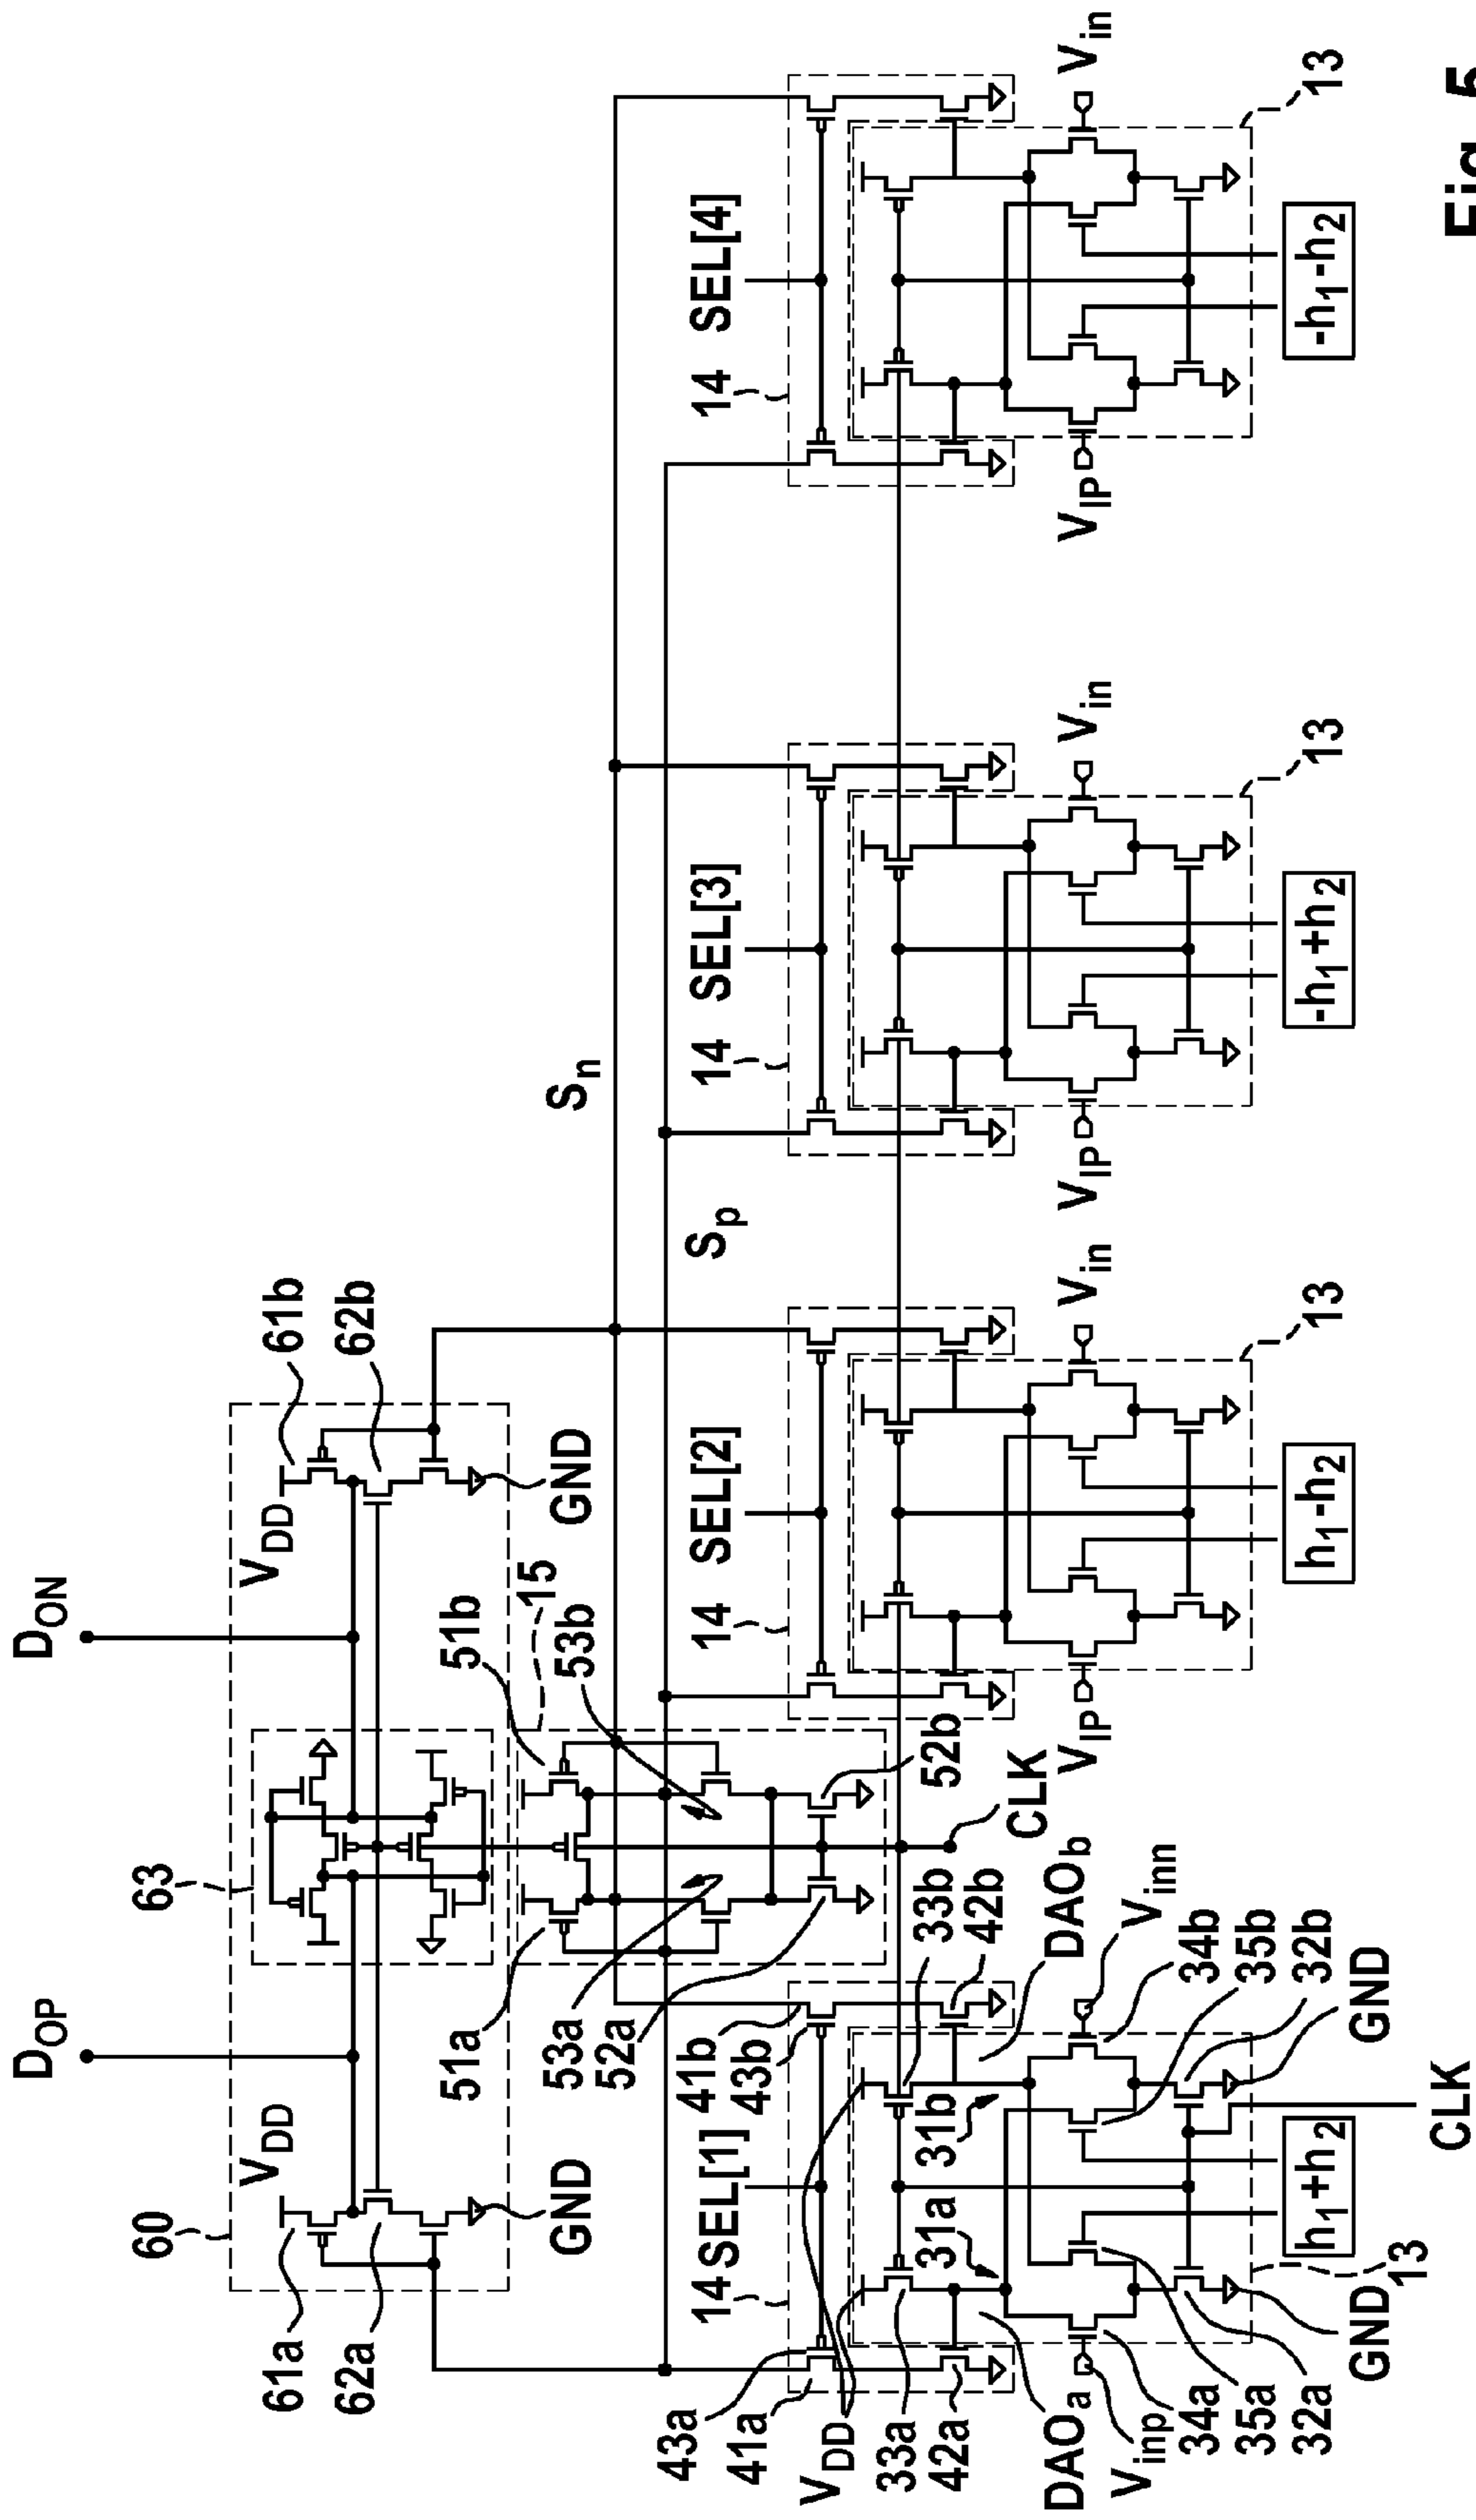 D_OP
D_ON
60
V_DD
63
V_DD
61b
62b
61a
62a
GND
51a
51b
15
53b
GND
S_n
53a
52a
S_p
43a
41a
14 SEL[1]
41b
43b
14 SEL[2]
14 SEL[3]
14 SEL[4]
V_DD
33a
42a
31a
31b
33b
42b
52b
CLK
DAO_a
V_inp
DAO_b
V_inn
V_IP
V_in
V_IP
V_in
V_IP
V_in
34a
35a
32a
34b
35b
32b
13
13
13
h1+h2
h1-h2
-h1+h2
-h1-h2
GND
13
GND
CLK
Fig. 5